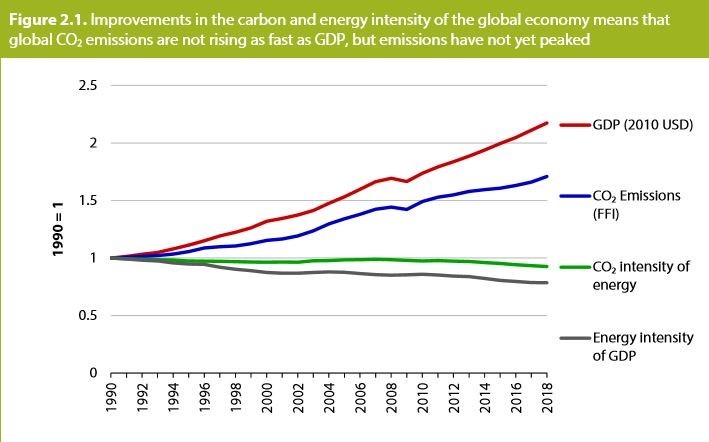 Figure 2.1. Improvements in the carbon and energy intensity of the global economy means that
global CO₂ emissions are not rising as fast as GDP, but emissions have not yet peaked
2.5
2
1.5
1
0.5
0
1990 = 1
1990
1992
1994
1996
1998
2000
2002
2004
2006
2008
2010
2012
2014
2016
2018
GDP (2010 USD)
CO₂ Emissions
(FFI)
CO₂ intensity of
energy
Energy intensity
of GDP